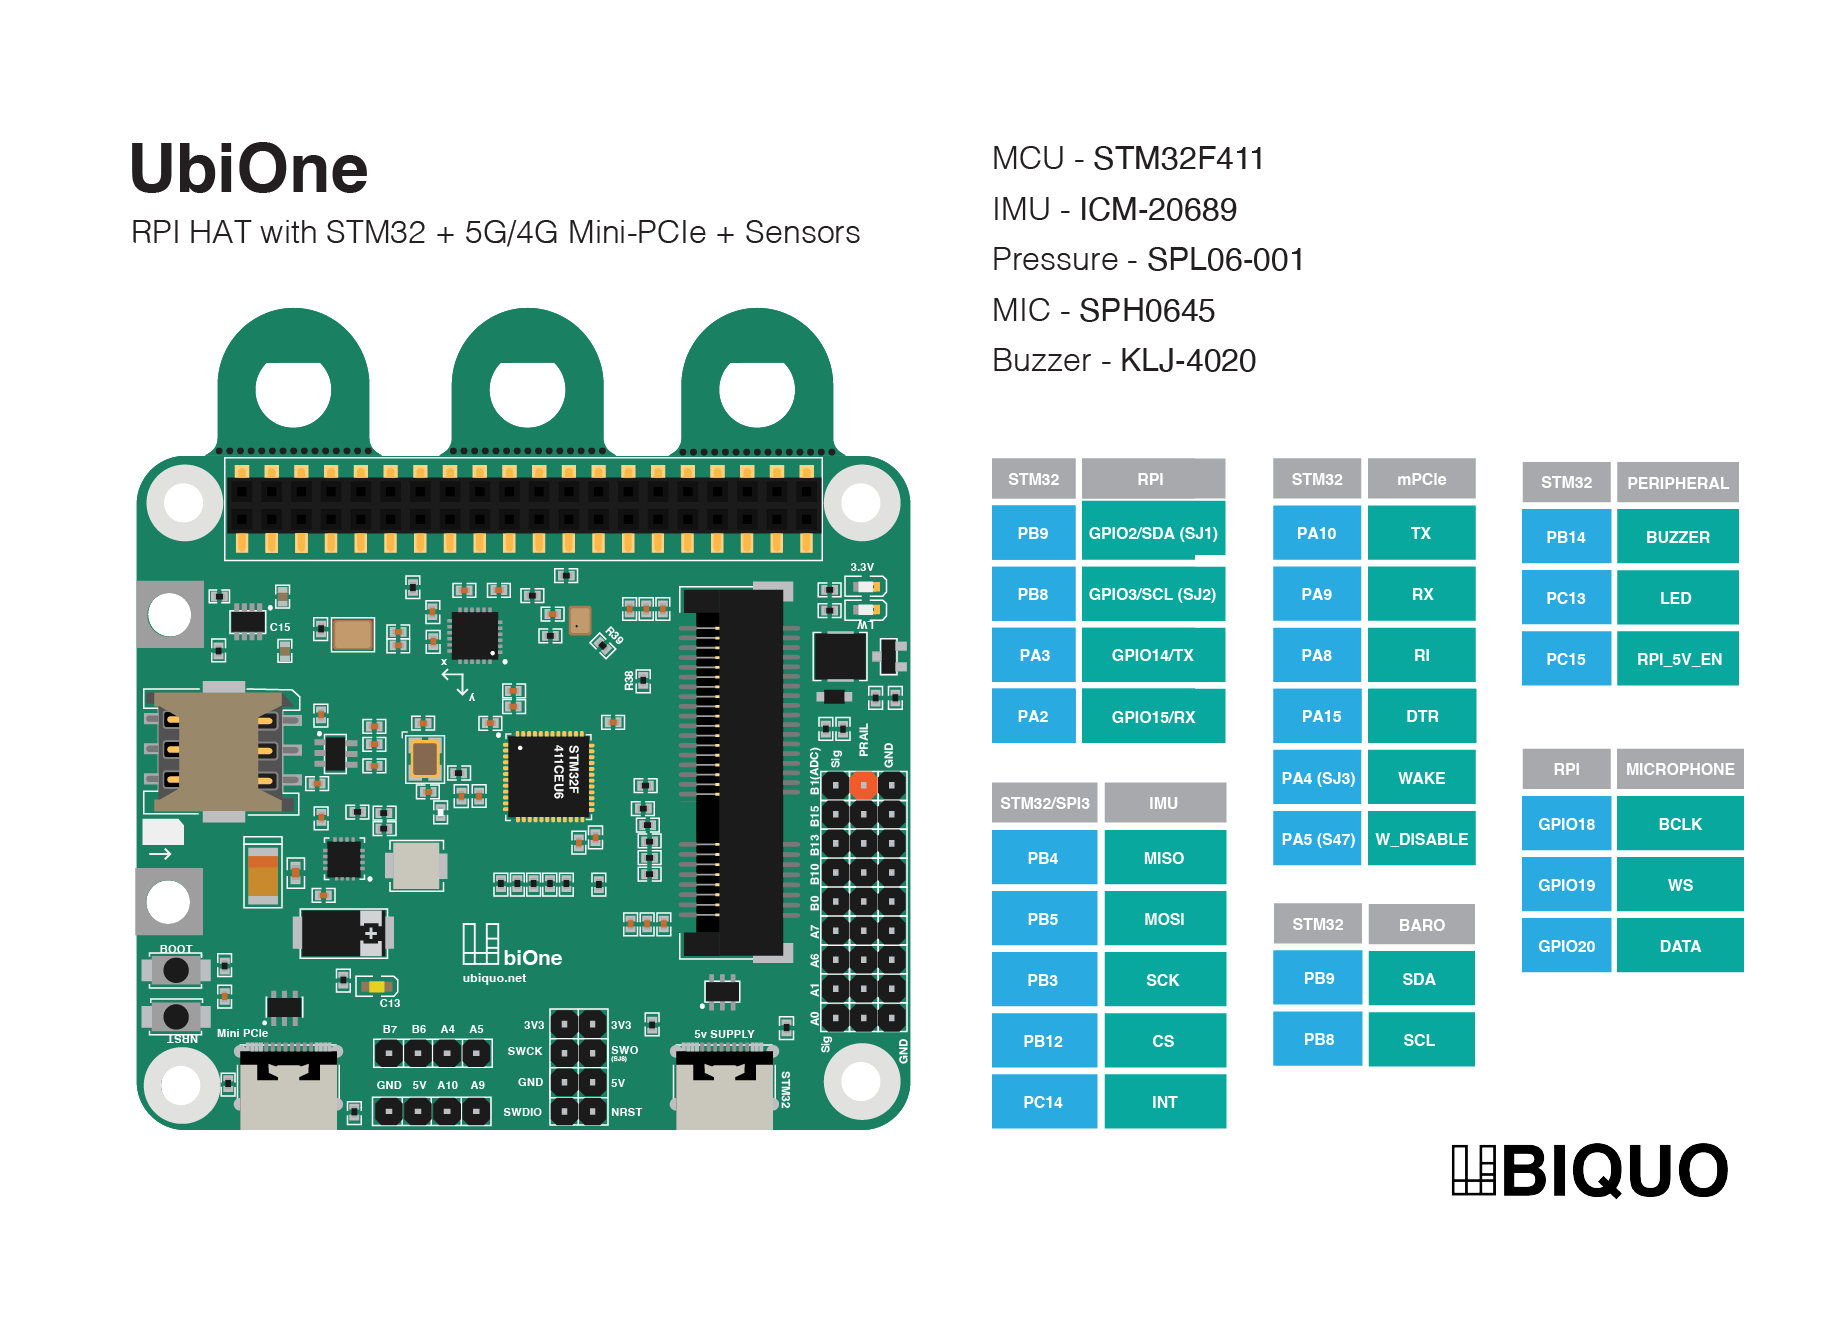 UbiOne
RPI HAT with STM32 + 5G/4G Mini-PCIe + Sensors
MCU - STM32F411
IMU - ICM-20689
Pressure - SPL06-001
MIC - SPH0645
Buzzer - KLJ-4020
STM32 RPI
PB9 GPIO2/SDA (SJ1)
PB8 GPIO3/SCL (SJ2)
PA3 GPIO14/TX
PA2 GPIO15/RX
STM32/SPI3 IMU
PB4 MISO
PB5 MOSI
PB3 SCK
PB12 CS
PC14 INT
STM32 mPCIe
PA10 TX
PA9 RX
PA8 RI
PA15 DTR
PA4 (SJ3) WAKE
PA5 (S47) W_DISABLE
STM32 BARO
PB9 SDA
PB8 SCL
STM32 PERIPHERAL
PB14 BUZZER
PC13 LED
PC15 RPI_5V_EN
RPI MICROPHONE
GPIO18 BCLK
GPIO19 WS
GPIO20 DATA
3.3V
LW
C15
R39
R38
x
y
STM32F
411CEU6
Sig
PRAIL
GND
B1(ADC)
B15
B13
B10
B0
A7
A6
A1
A0
Sig
GND
BOOT
NRST
C13
+
biOne
ubiquo.net
Mini PCIe
B7 B6 A4 A5
GND 5V A10 A9
3V3 3V3
SWCK SWO
(SJ8)
GND 5V
SWDIO NRST
5v SUPPLY
STM32
BIQUO